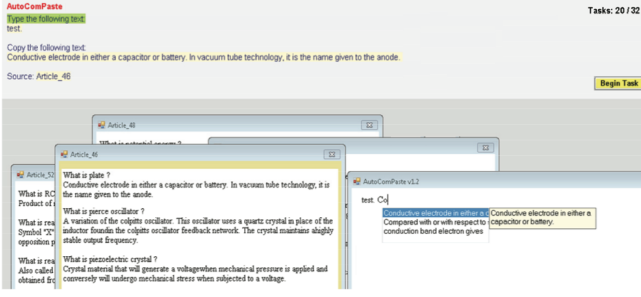 AutoComPaste
Tasks: 20 / 32
Type the following text:
test.
Copy the following text:
Conductive electrode in either a capacitor or battery. In vacuum tube technology, it is the name given to the anode.
Source: Article_46
Begin Task
Article_48
What is potential energy ?
Article_46
What is plate ?
Conductive electrode in either a capacitor or battery. In vacuum tube technology, it is
the name given to the anode.
What is pierce oscillator ?
A variation of the colpitts oscillator. This oscillator uses a quartz crystal in place of the
inductor foundin the colpitts oscillator feedback network. The crystal maintains ahighly
stable output frequency.
What is piezoelectric crystal ?
Crystal material that will generate a voltagewhen mechanical pressure is applied and
conversely will undergo mechanical stress when subjected to a voltage.
Article_52
What is RC
Product of
What is rea
Symbol "X"
opposition p
What is rea
Also called
obtained fro
AutoComPaste v1.2
test. Co
Conductive electrode in either a c
Compared with or with respect to
conduction band electron gives
Conductive electrode in either a
capacitor or battery.